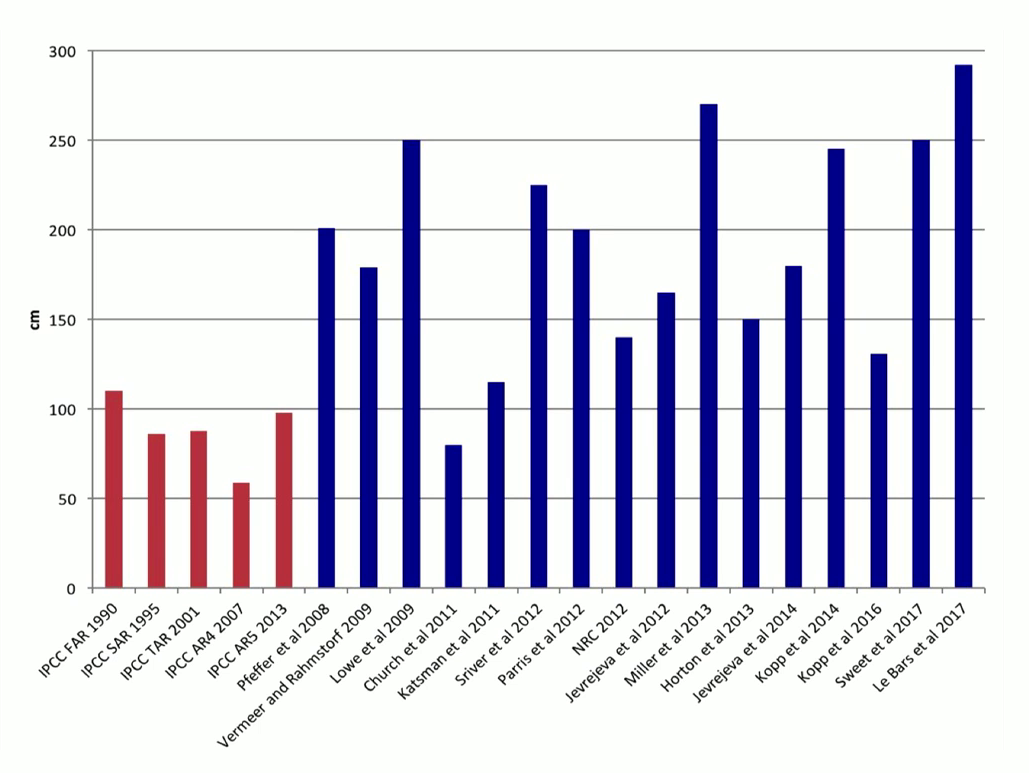 300
250
200
150
100
50
0
cm
IPCC FAR 1990
IPCC SAR 1995
IPCC TAR 2001
IPCC AR4 2007
IPCC AR5 2013
Pfeffer et al 2008
Vermeer and Rahmstorf 2009
Lowe et al 2009
Church et al 2011
Katsman et al 2011
Sriver et al 2012
Parris et al 2012
NRC 2012
Jevrejeva et al 2012
Miller et al 2013
Horton et al 2013
Jevrejeva et al 2014
Kopp et al 2014
Kopp et al 2016
Sweet et al 2017
Le Bars et al 2017